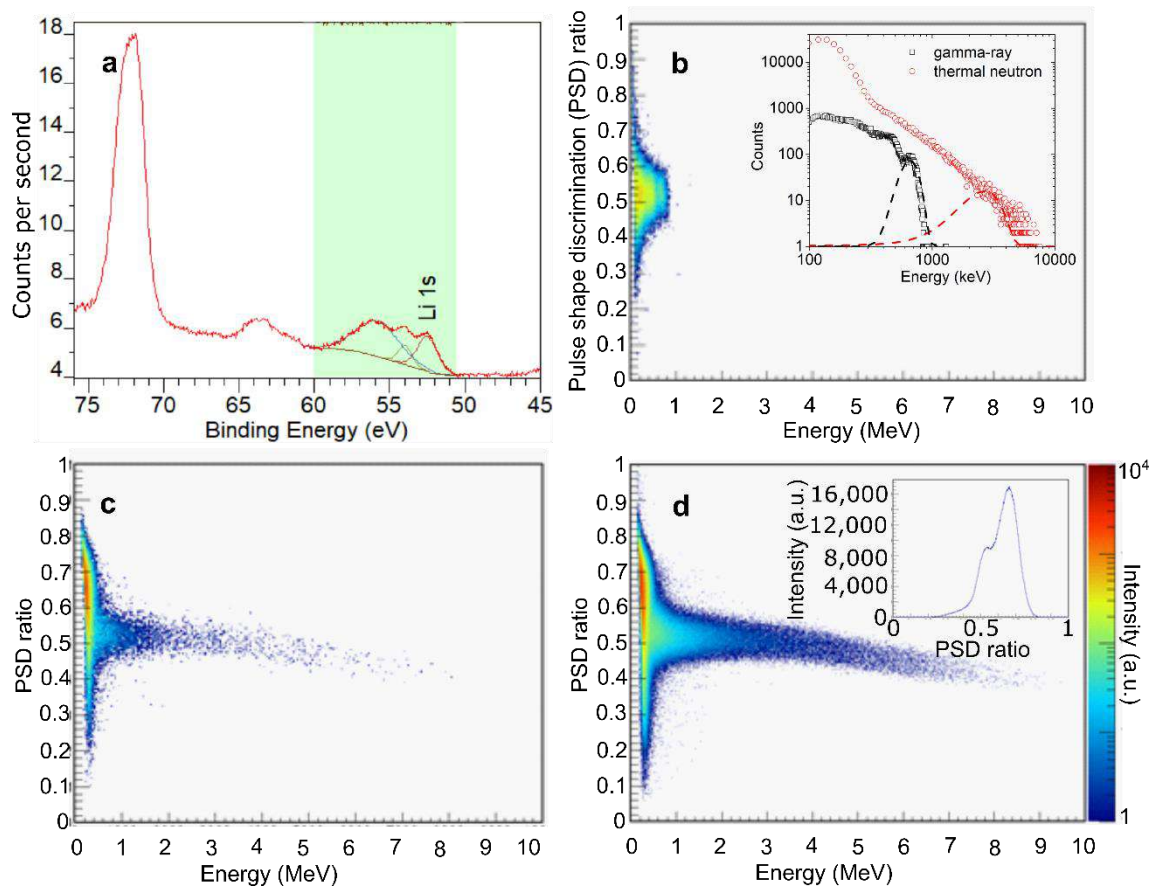 a
Counts per second
18
16
14
12
10
8
6
4
Li 1s
75 70 65 60 55 50 45
Binding Energy (eV)
b
Pulse shape discrimination (PSD) ratio
1
0.9
0.8
0.7
0.6
0.5
0.4
0.3
0.2
0.1
0
0 1 2 3 4 5 6 7 8 9 10
Energy (MeV)
gamma-ray
thermal neutron
Counts
10000
1000
100
10
1
100 1000 10000
Energy (keV)
c
PSD ratio
1
0.9
0.8
0.7
0.6
0.5
0.4
0.3
0.2
0.1
0
0 1 2 3 4 5 6 7 8 9 10
Energy (MeV)
d
PSD ratio
1
0.9
0.8
0.7
0.6
0.5
0.4
0.3
0.2
0.1
0
0 1 2 3 4 5 6 7 8 9 10
Energy (MeV)
Intensity (a.u.)
16,000
12,000
8,000
4,000
0
0 0.5 1
PSD ratio
10⁴
Intensity (a.u.)
1